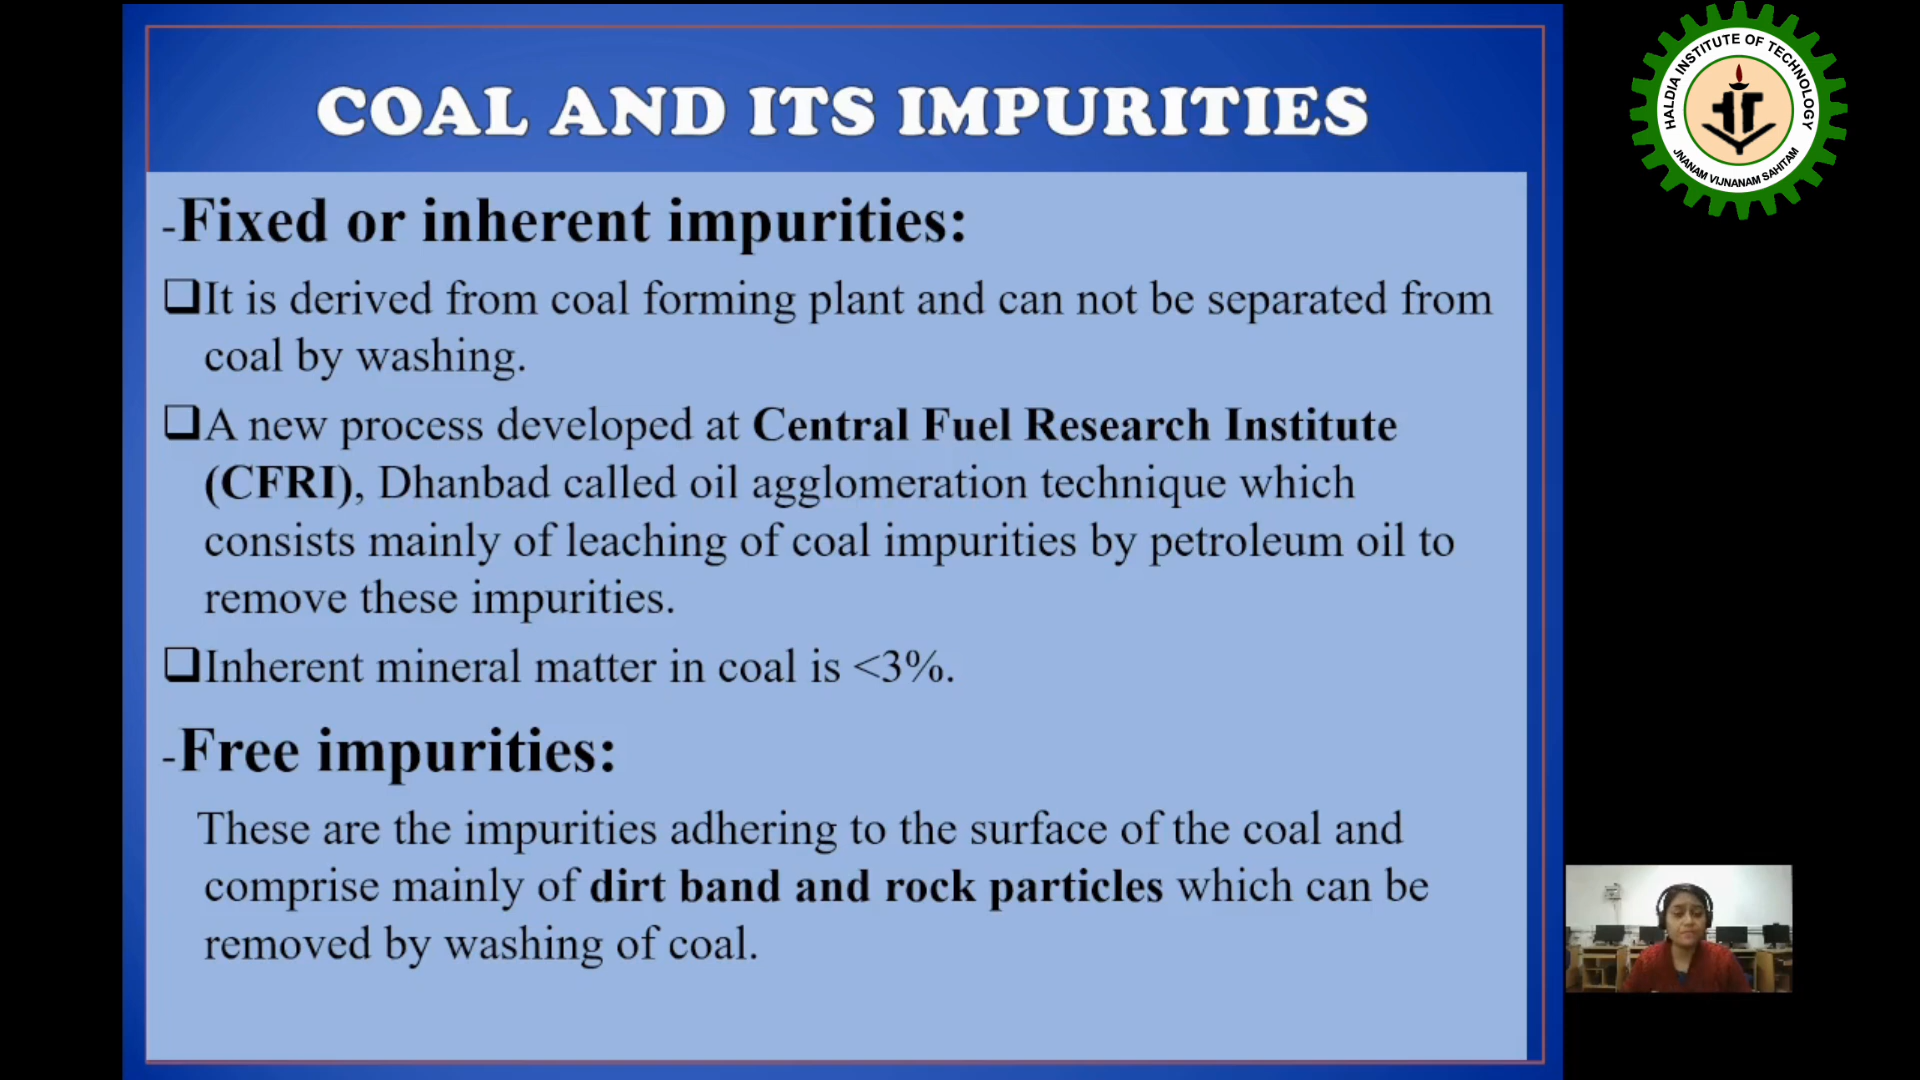 COAL AND ITS IMPURITIES
-Fixed or inherent impurities:
❑It is derived from coal forming plant and can not be separated from
coal by washing.
❑A new process developed at Central Fuel Research Institute
(CFRI), Dhanbad called oil agglomeration technique which
consists mainly of leaching of coal impurities by petroleum oil to
remove these impurities.
❑Inherent mineral matter in coal is <3%.
-Free impurities:
These are the impurities adhering to the surface of the coal and
comprise mainly of dirt band and rock particles which can be
removed by washing of coal.
HALDIA INSTITUTE OF TECHNOLOGY
JNANAM VIJNANAM SAHITAM